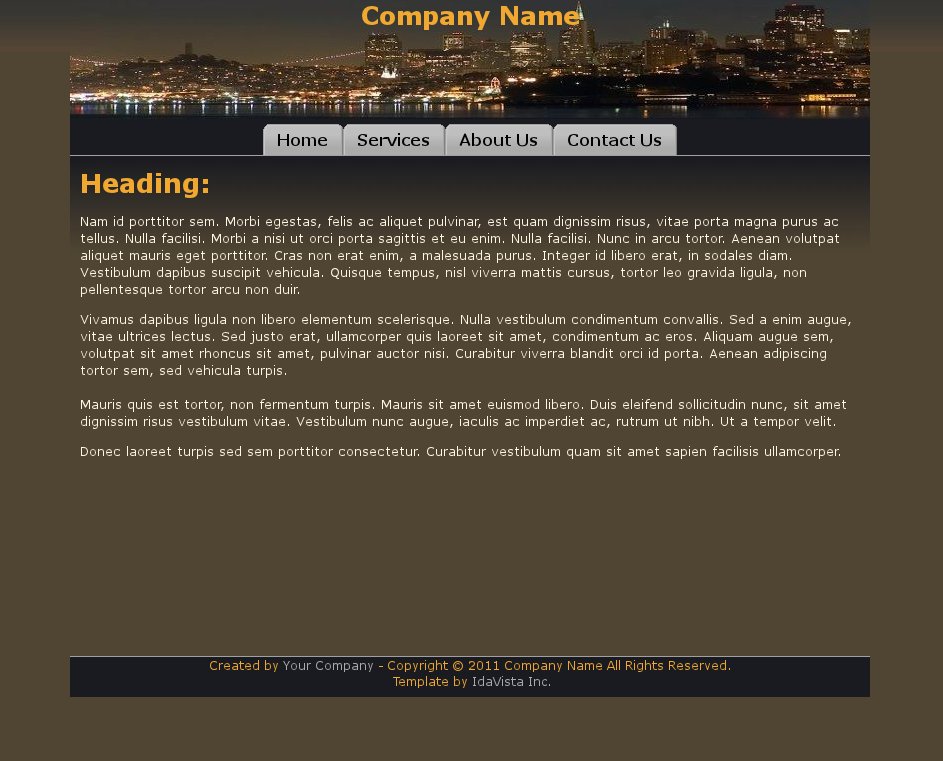 Company Name
Home Services About Us Contact Us
Heading:
Nam id porttitor sem. Morbi egestas, felis ac aliquet pulvinar, est quam dignissim risus, vitae porta magna purus ac
tellus. Nulla facilisi. Morbi a nisi ut orci porta sagittis et eu enim. Nulla facilisi. Nunc in arcu tortor. Aenean volutpat
aliquet mauris eget porttitor. Cras non erat enim, a malesuada purus. Integer id libero erat, in sodales diam.
Vestibulum dapibus suscipit vehicula. Quisque tempus, nisl viverra mattis cursus, tortor leo gravida ligula, non
pellentesque tortor arcu non duir.
Vivamus dapibus ligula non libero elementum scelerisque. Nulla vestibulum condimentum convallis. Sed a enim augue,
vitae ultrices lectus. Sed justo erat, ullamcorper quis laoreet sit amet, condimentum ac eros. Aliquam augue sem,
volutpat sit amet rhoncus sit amet, pulvinar auctor nisi. Curabitur viverra blandit orci id porta. Aenean adipiscing
tortor sem, sed vehicula turpis.
Mauris quis est tortor, non fermentum turpis. Mauris sit amet euismod libero. Duis eleifend sollicitudin nunc, sit amet
dignissim risus vestibulum vitae. Vestibulum nunc augue, iaculis ac imperdiet ac, rutrum ut nibh. Ut a tempor velit.
Donec laoreet turpis sed sem porttitor consectetur. Curabitur vestibulum quam sit amet sapien facilisis ullamcorper.
Created by Your Company - Copyright © 2011 Company Name All Rights Reserved.
Template by IdaVista Inc.